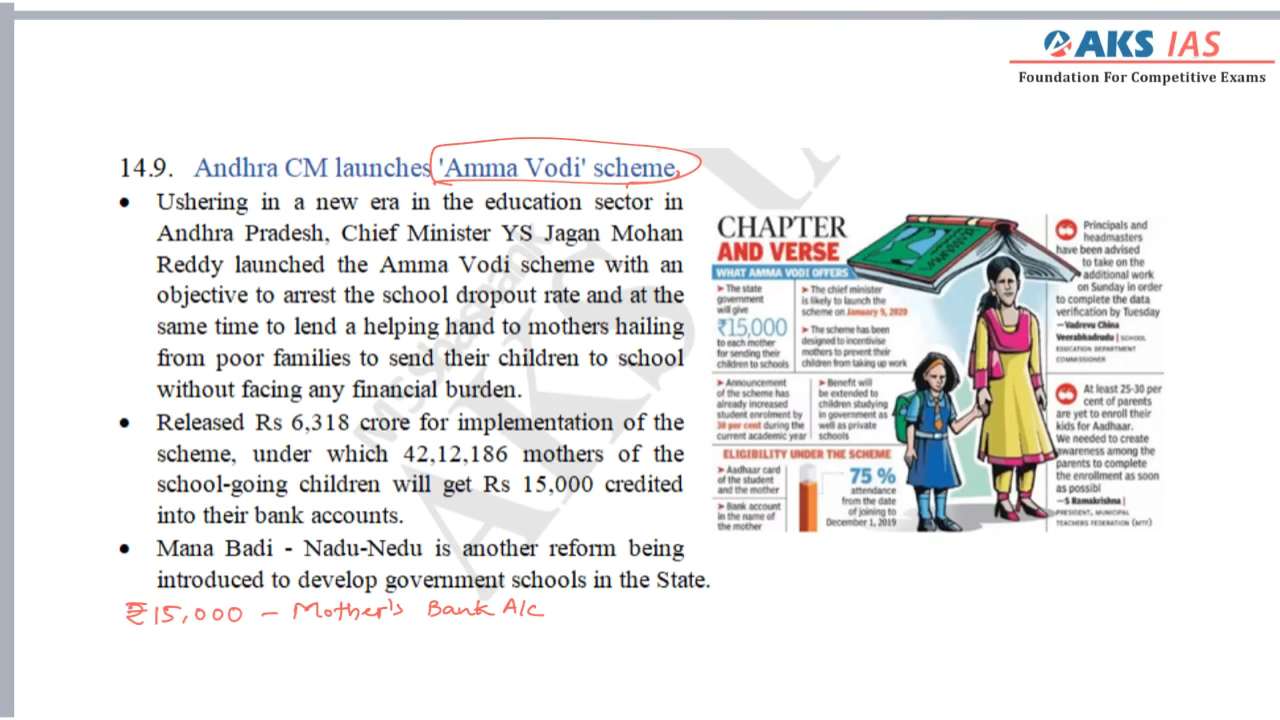 AKS IAS
Foundation For Competitive Exams
14.9. Andhra CM launches 'Amma Vodi' scheme,
• Ushering in a new era in the education sector in
Andhra Pradesh, Chief Minister YS Jagan Mohan
Reddy launched the Amma Vodi scheme with an
objective to arrest the school dropout rate and at the
same time to lend a helping hand to mothers hailing
from poor families to send their children to school
without facing any financial burden.
• Released Rs 6,318 crore for implementation of the
scheme, under which 42,12,186 mothers of the
school-going children will get Rs 15,000 credited
into their bank accounts.
• Mana Badi - Nadu-Nedu is another reform being
introduced to develop government schools in the State.
₹15,000 - Mother's Bank A/c
CHAPTER
AND VERSE
WHAT AMMA VODI OFFERS
➤ The state
government
will give
₹15,000
to each mother
for sending their
children to schools
➤ The chief minister
is likely to launch the
scheme on January 9, 2020
➤ The scheme has been
designed to incentivise
mothers to prevent their
children from taking up work
➤ Announcement
of the scheme has
already increased
student enrolment by
30 per cent during the
current academic year
➤ Benefit will
be extended to
children studying
in government as
well as private
schools
ELIGIBILITY UNDER THE SCHEME
➤ Aadhaar card
of the student
and the mother
➤ Bank account
in the name of
the mother
75 %
attendance
from the date
of joining to
December 1, 2019
Principals and
headmasters
have been advised
to take on the
additional work
on Sunday in order
to complete the data
verification by Tuesday
—Vadrevu China
Veerabhadrudu | SCHOOL
EDUCATION DEPARTMENT
COMMISSIONER
At least 25-30 per
cent of parents
are yet to enroll their
kids for Aadhaar.
We needed to create
awareness among the
parents to complete
the enrollment as soon
as possibl
—S Ramakrishna |
PRESIDENT, MUNICIPAL
TEACHERS FEDERATION (MTF)